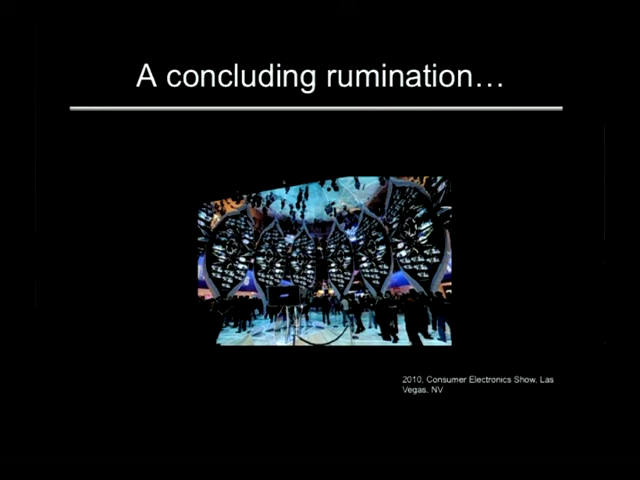 A concluding rumination…
2010, Consumer Electronics Show, Las
Vegas, NV